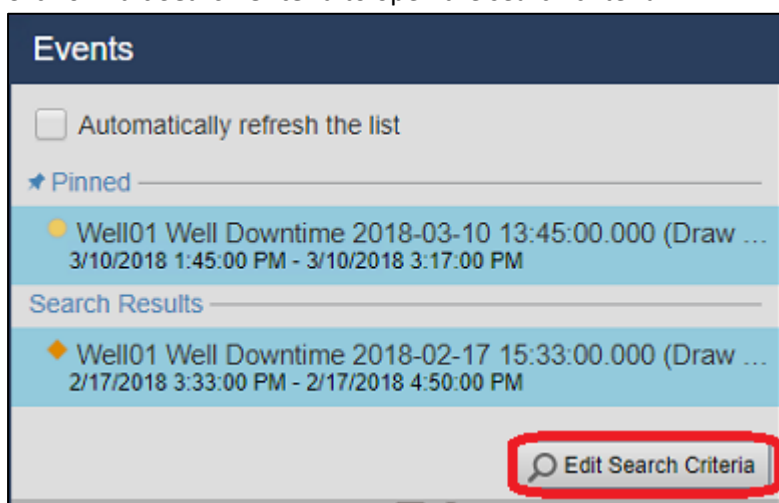 Events
Automatically refresh the list
Pinned
Well01 Well Downtime 2018-03-10 13:45:00.000 (Draw ...
3/10/2018 1:45:00 PM - 3/10/2018 3:17:00 PM
Search Results
Well01 Well Downtime 2018-02-17 15:33:00.000 (Draw ...
2/17/2018 3:33:00 PM - 2/17/2018 4:50:00 PM
Edit Search Criteria